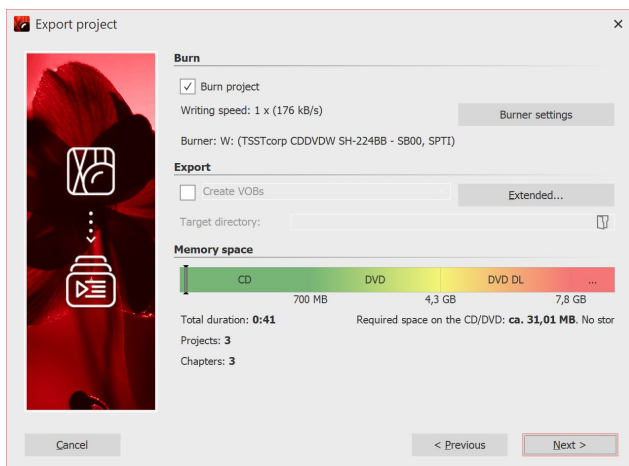 Export project
Burn
Burn project
Writing speed: 1 x (176 kB/s)
Burner settings
Burner: W: (TSSTcorp CDDVDW SH-224BB - SB00, SPTI)
Export
Create VOBs
Extended...
Target directory:
Memory space
CD DVD DVD DL ...
700 MB 4,3 GB 7,8 GB
Total duration: 0:41 Required space on the CD/DVD: ca. 31,01 MB. No stor
Projects: 3
Chapters: 3
Cancel < Previous Next >